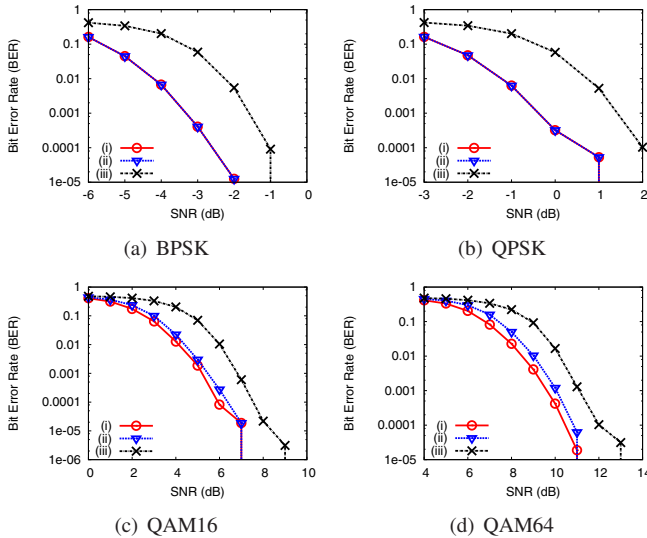 1
0.1
0.01
0.001
0.0001
1e-05
Bit Error Rate (BER)
(i)
(ii)
(iii)
-6 -5 -4 -3 -2 -1 0
SNR (dB)
(a) BPSK
1
0.1
0.01
0.001
0.0001
1e-05
Bit Error Rate (BER)
(i)
(ii)
(iii)
-3 -2 -1 0 1 2
SNR (dB)
(b) QPSK
1
0.1
0.01
0.001
0.0001
1e-05
1e-06
Bit Error Rate (BER)
(i)
(ii)
(iii)
0 2 4 6 8 10
SNR (dB)
(c) QAM16
1
0.1
0.01
0.001
0.0001
1e-05
Bit Error Rate (BER)
(i)
(ii)
(iii)
4 6 8 10 12 14
SNR (dB)
(d) QAM64